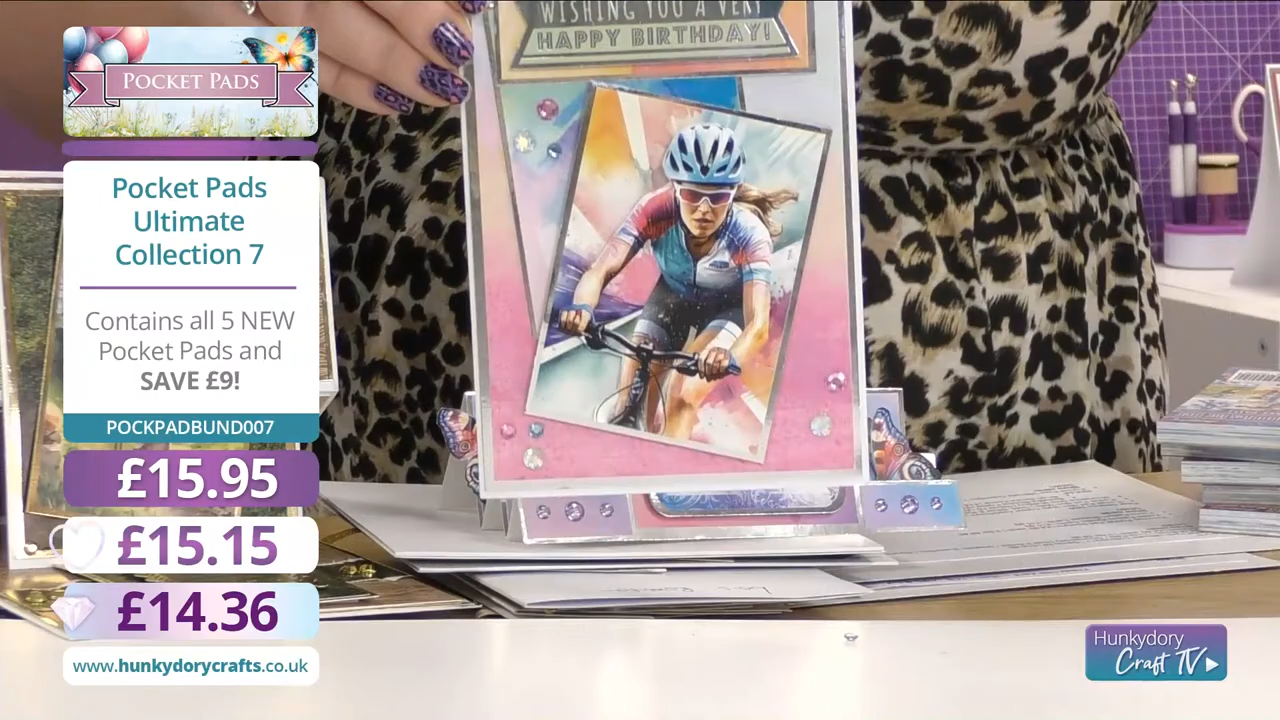 WISHING YOU A VERY
HAPPY BIRTHDAY!
POCKET PADS
Pocket Pads
Ultimate
Collection 7
Contains all 5 NEW
Pocket Pads and
SAVE £9!
POCKPADBUND007
£15.95
£15.15
£14.36
www.hunkydorycrafts.co.uk
Hunkydory
Craft TV